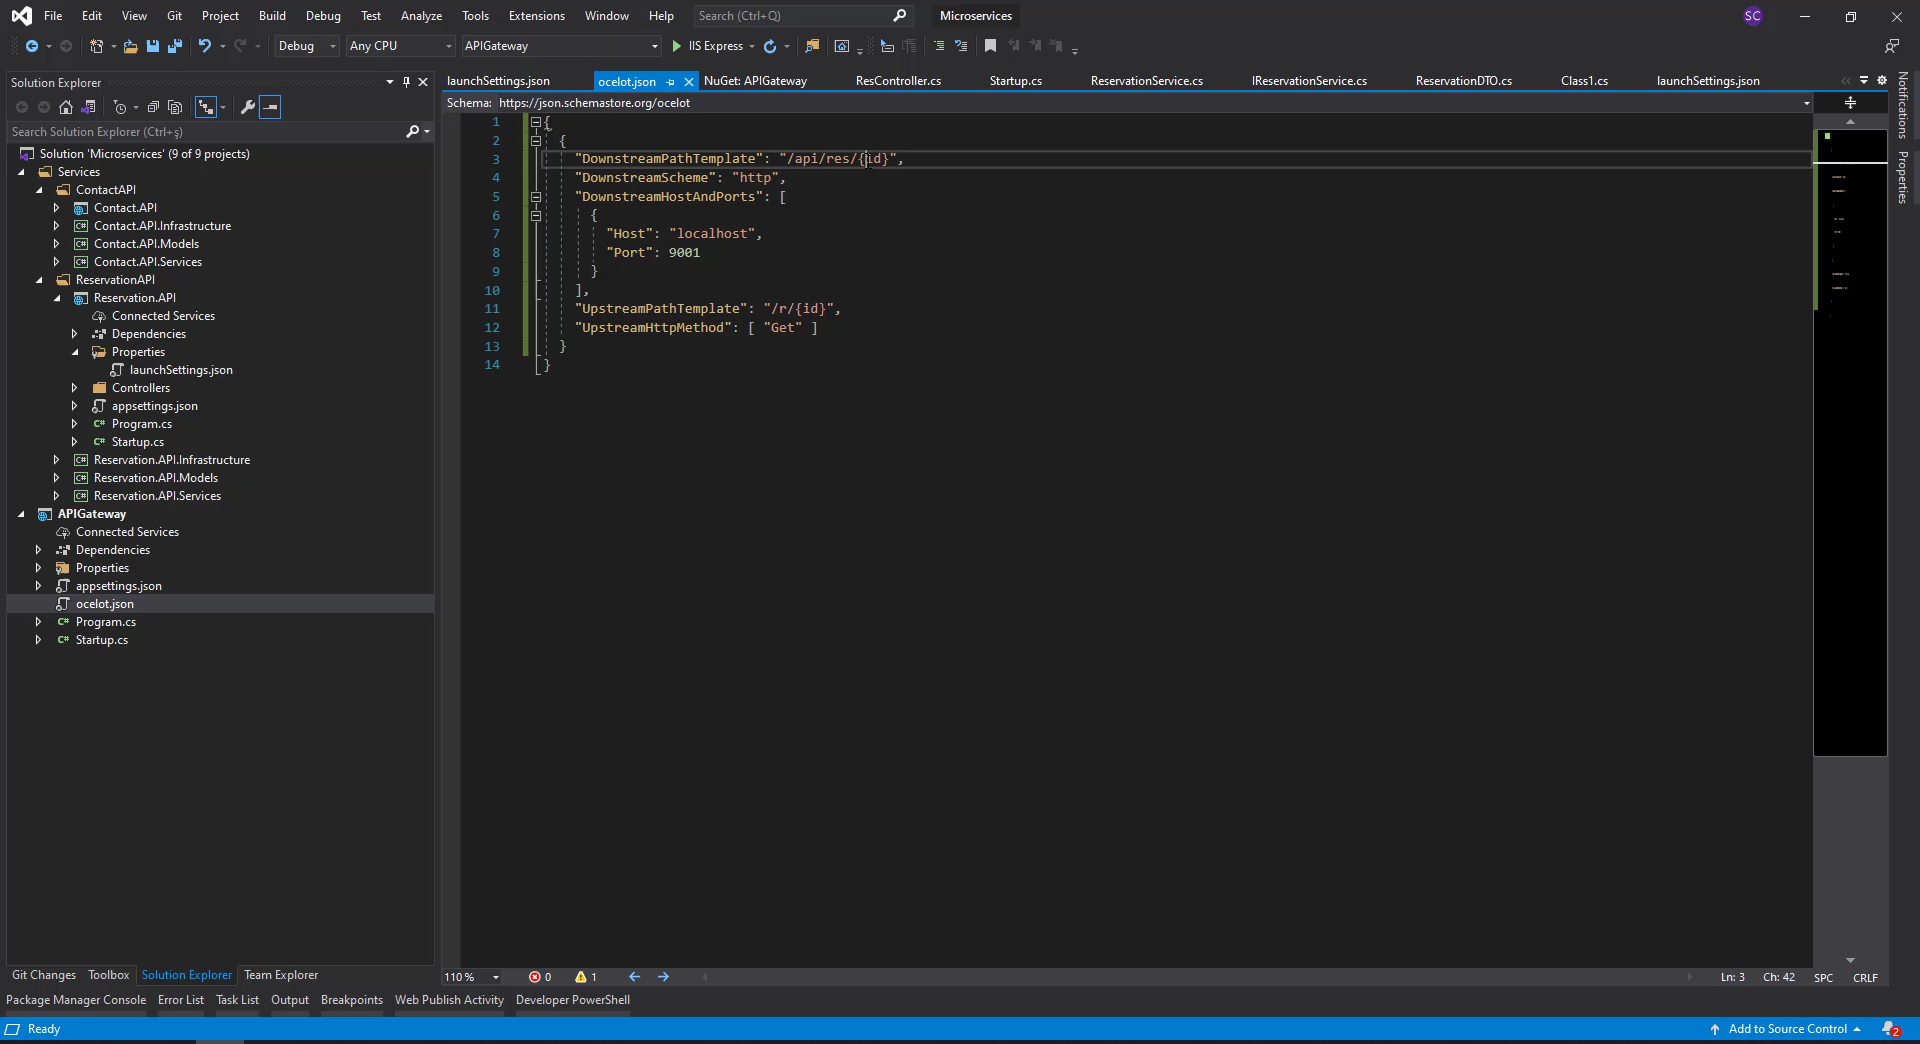 File Edit View Git Project Build Debug Test Analyze Tools Extensions Window Help Search (Ctrl+Q) Microservices SC
Debug Any CPU APIGateway IIS Express
Solution Explorer
Search Solution Explorer (Ctrl+ş)
Solution 'Microservices' (9 of 9 projects)
Services
ContactAPI
Contact.API
Contact.API.Infrastructure
Contact.API.Models
Contact.API.Services
ReservationAPI
Reservation.API
Connected Services
Dependencies
Properties
launchSettings.json
Controllers
appsettings.json
Program.cs
Startup.cs
Reservation.API.Infrastructure
Reservation.API.Models
Reservation.API.Services
APIGateway
Connected Services
Dependencies
Properties
appsettings.json
ocelot.json
Program.cs
Startup.cs
Git Changes Toolbox Solution Explorer Team Explorer
launchSettings.json ocelot.json NuGet: APIGateway ResController.cs Startup.cs ReservationService.cs IReservationService.cs ReservationDTO.cs Class1.cs launchSettings.json
Schema: https://json.schemastore.org/ocelot
1 {
2 {
3 "DownstreamPathTemplate": "/api/res/{id}",
4 "DownstreamScheme": "http",
5 "DownstreamHostAndPorts": [
6 {
7 "Host": "localhost",
8 "Port": 9001
9 }
10 ],
11 "UpstreamPathTemplate": "/r/{id}",
12 "UpstreamHttpMethod": [ "Get" ]
13 }
14 }
110 % 0 1 Ln: 3 Ch: 42 SPC CRLF
Notifications
Properties
Package Manager Console Error List Task List Output Breakpoints Web Publish Activity Developer PowerShell
Ready Add to Source Control 2